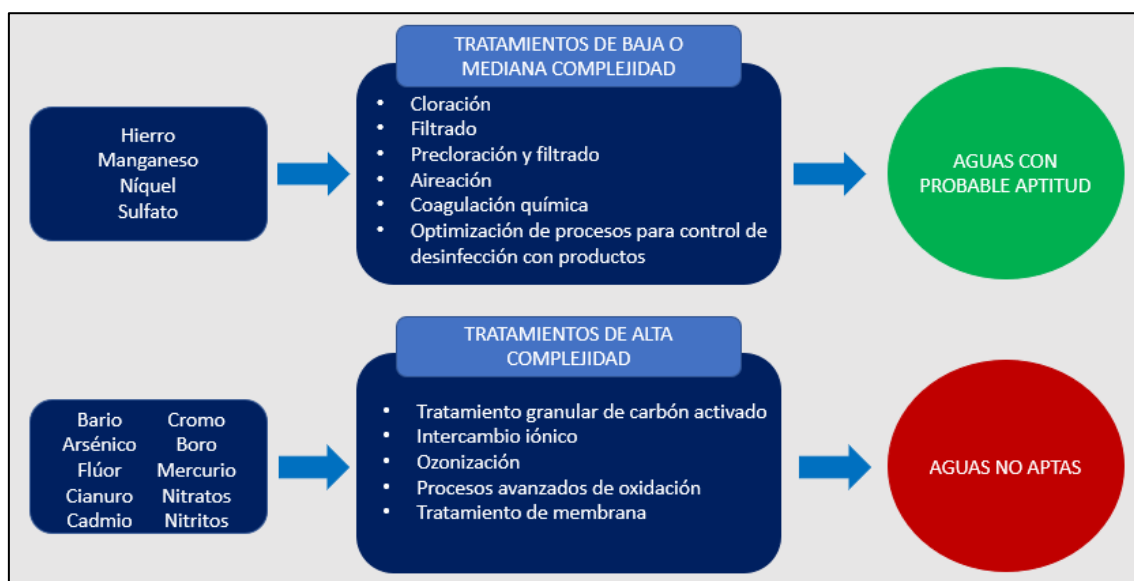 TRATAMIENTOS DE BAJA O
MEDIANA COMPLEJIDAD
Hierro
Manganeso
Níquel
Sulfato
• Cloración
• Filtrado
• Precloración y filtrado
• Aireación
• Coagulación química
• Optimización de procesos para control de
desinfección con productos
AGUAS CON
PROBABLE APTITUD
TRATAMIENTOS DE ALTA
COMPLEJIDAD
Bario Cromo
Arsénico Boro
Flúor Mercurio
Cianuro Nitratos
Cadmio Nitritos
• Tratamiento granular de carbón activado
• Intercambio iónico
• Ozonización
• Procesos avanzados de oxidación
• Tratamiento de membrana
AGUAS NO APTAS